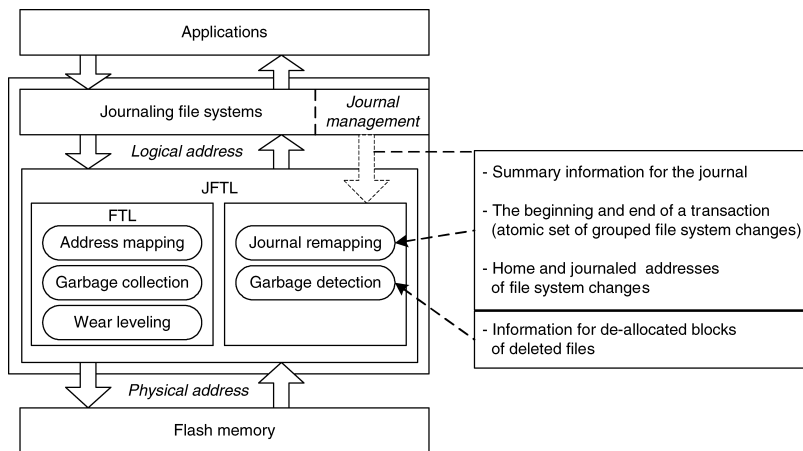 Applications
Journaling file systems
Journal
management
Logical address
JFTL
FTL
Address mapping
Garbage collection
Wear leveling
Journal remapping
Garbage detection
- Summary information for the journal
- The beginning and end of a transaction
(atomic set of grouped file system changes)
- Home and journaled addresses
of file system changes
- Information for de-allocated blocks
of deleted files
Physical address
Flash memory